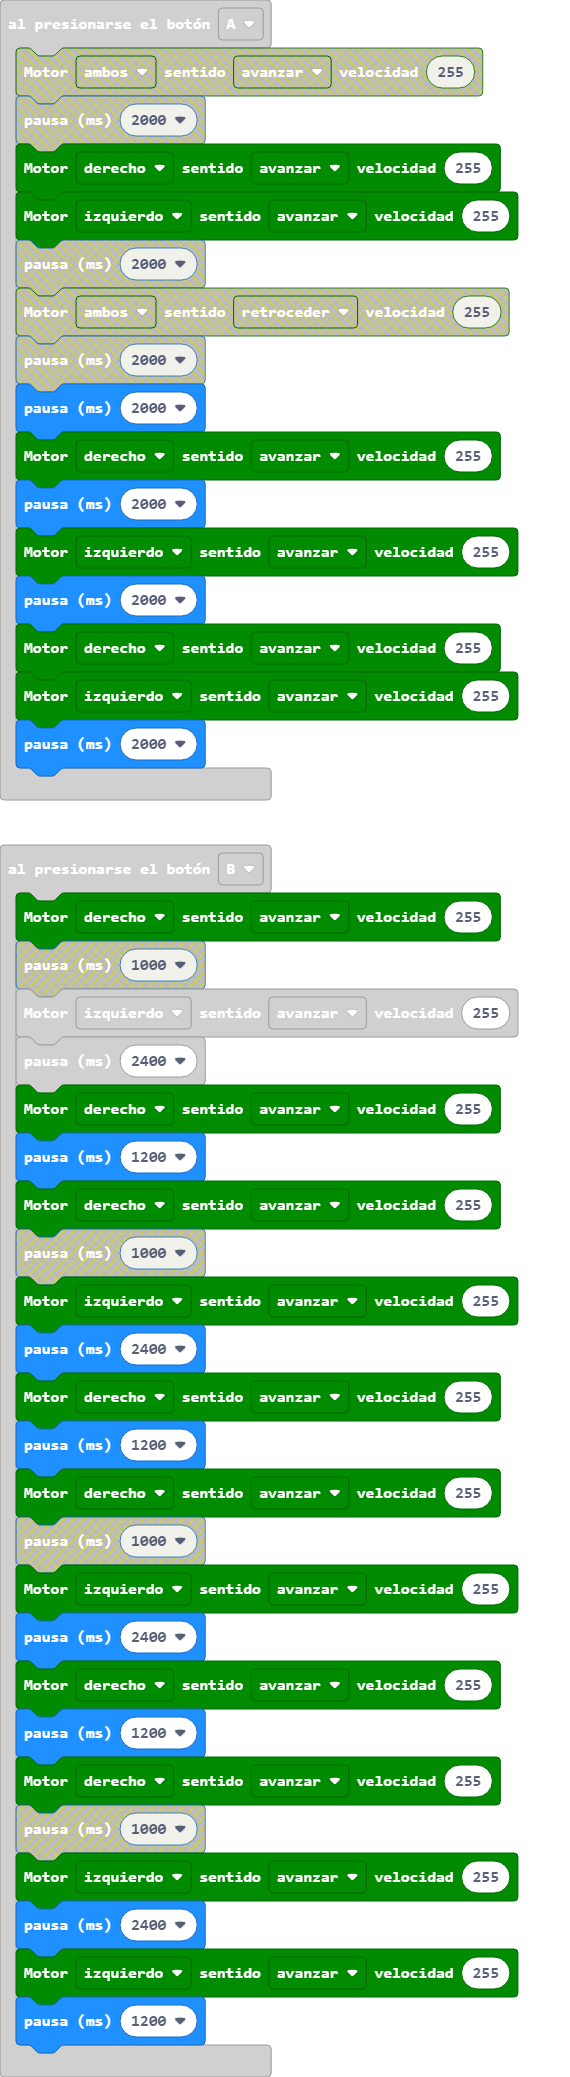 al presionarse el botón A
Motor ambos sentido avanzar velocidad 255
pausa (ms) 2000
Motor derecho sentido avanzar velocidad 255
Motor izquierdo sentido avanzar velocidad 255
pausa (ms) 2000
Motor ambos sentido retroceder velocidad 255
pausa (ms) 2000
pausa (ms) 2000
Motor derecho sentido avanzar velocidad 255
pausa (ms) 2000
Motor izquierdo sentido avanzar velocidad 255
pausa (ms) 2000
Motor derecho sentido avanzar velocidad 255
Motor izquierdo sentido avanzar velocidad 255
pausa (ms) 2000
al presionarse el botón B
Motor derecho sentido avanzar velocidad 255
pausa (ms) 1000
Motor izquierdo sentido avanzar velocidad 255
pausa (ms) 2400
Motor derecho sentido avanzar velocidad 255
pausa (ms) 1200
Motor derecho sentido avanzar velocidad 255
pausa (ms) 1000
Motor izquierdo sentido avanzar velocidad 255
pausa (ms) 2400
Motor derecho sentido avanzar velocidad 255
pausa (ms) 1200
Motor derecho sentido avanzar velocidad 255
pausa (ms) 1000
Motor izquierdo sentido avanzar velocidad 255
pausa (ms) 2400
Motor derecho sentido avanzar velocidad 255
pausa (ms) 1200
Motor derecho sentido avanzar velocidad 255
pausa (ms) 1000
Motor izquierdo sentido avanzar velocidad 255
pausa (ms) 2400
Motor izquierdo sentido avanzar velocidad 255
pausa (ms) 1200